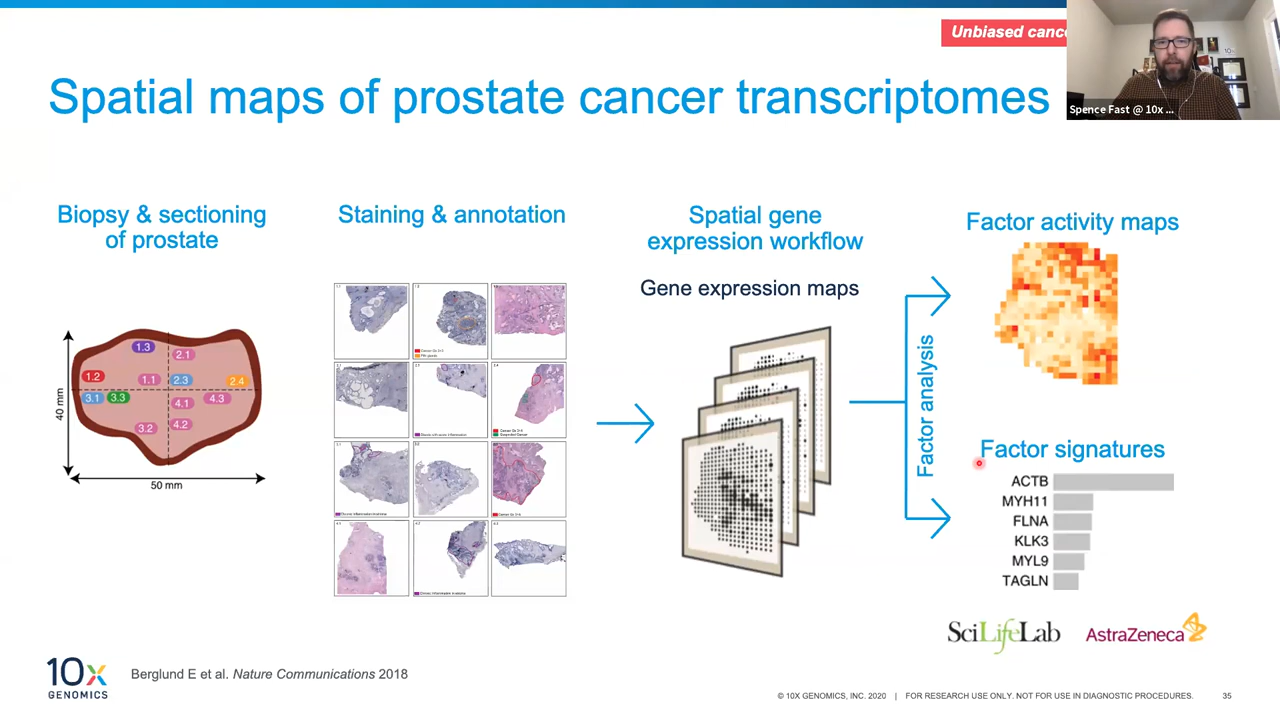 Unbiased canc
Spatial maps of prostate cancer transcriptomes
Spence Fast @ 10x ...
Biopsy & sectioning
of prostate
Staining & annotation
Spatial gene
expression workflow
Gene expression maps
Factor activity maps
Factor analysis
Factor signatures
40 mm
50 mm
1.3
2.1
1.2
1.1
2.3
2.4
3.1
3.3
4.1
4.3
3.2
4.2
ACTB
MYH11
FLNA
KLK3
MYL9
TAGLN
SciLifeLab
AstraZeneca
10x
GENOMICS
Berglund E et al. Nature Communications 2018
© 10X GENOMICS, INC. 2020 | FOR RESEARCH USE ONLY. NOT FOR USE IN DIAGNOSTIC PROCEDURES.
35